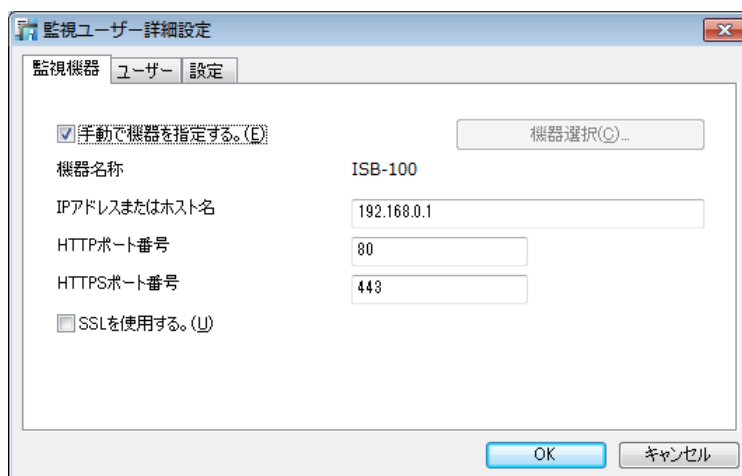 監視ユーザー詳細設定
監視機器 ユーザー 設定
手動で機器を指定する。(E) 機器選択(C)...
機器名称 ISB-100
IPアドレスまたはホスト名 192.168.0.1
HTTPポート番号 80
HTTPSポート番号 443
SSLを使用する。(U)
OK キャンセル